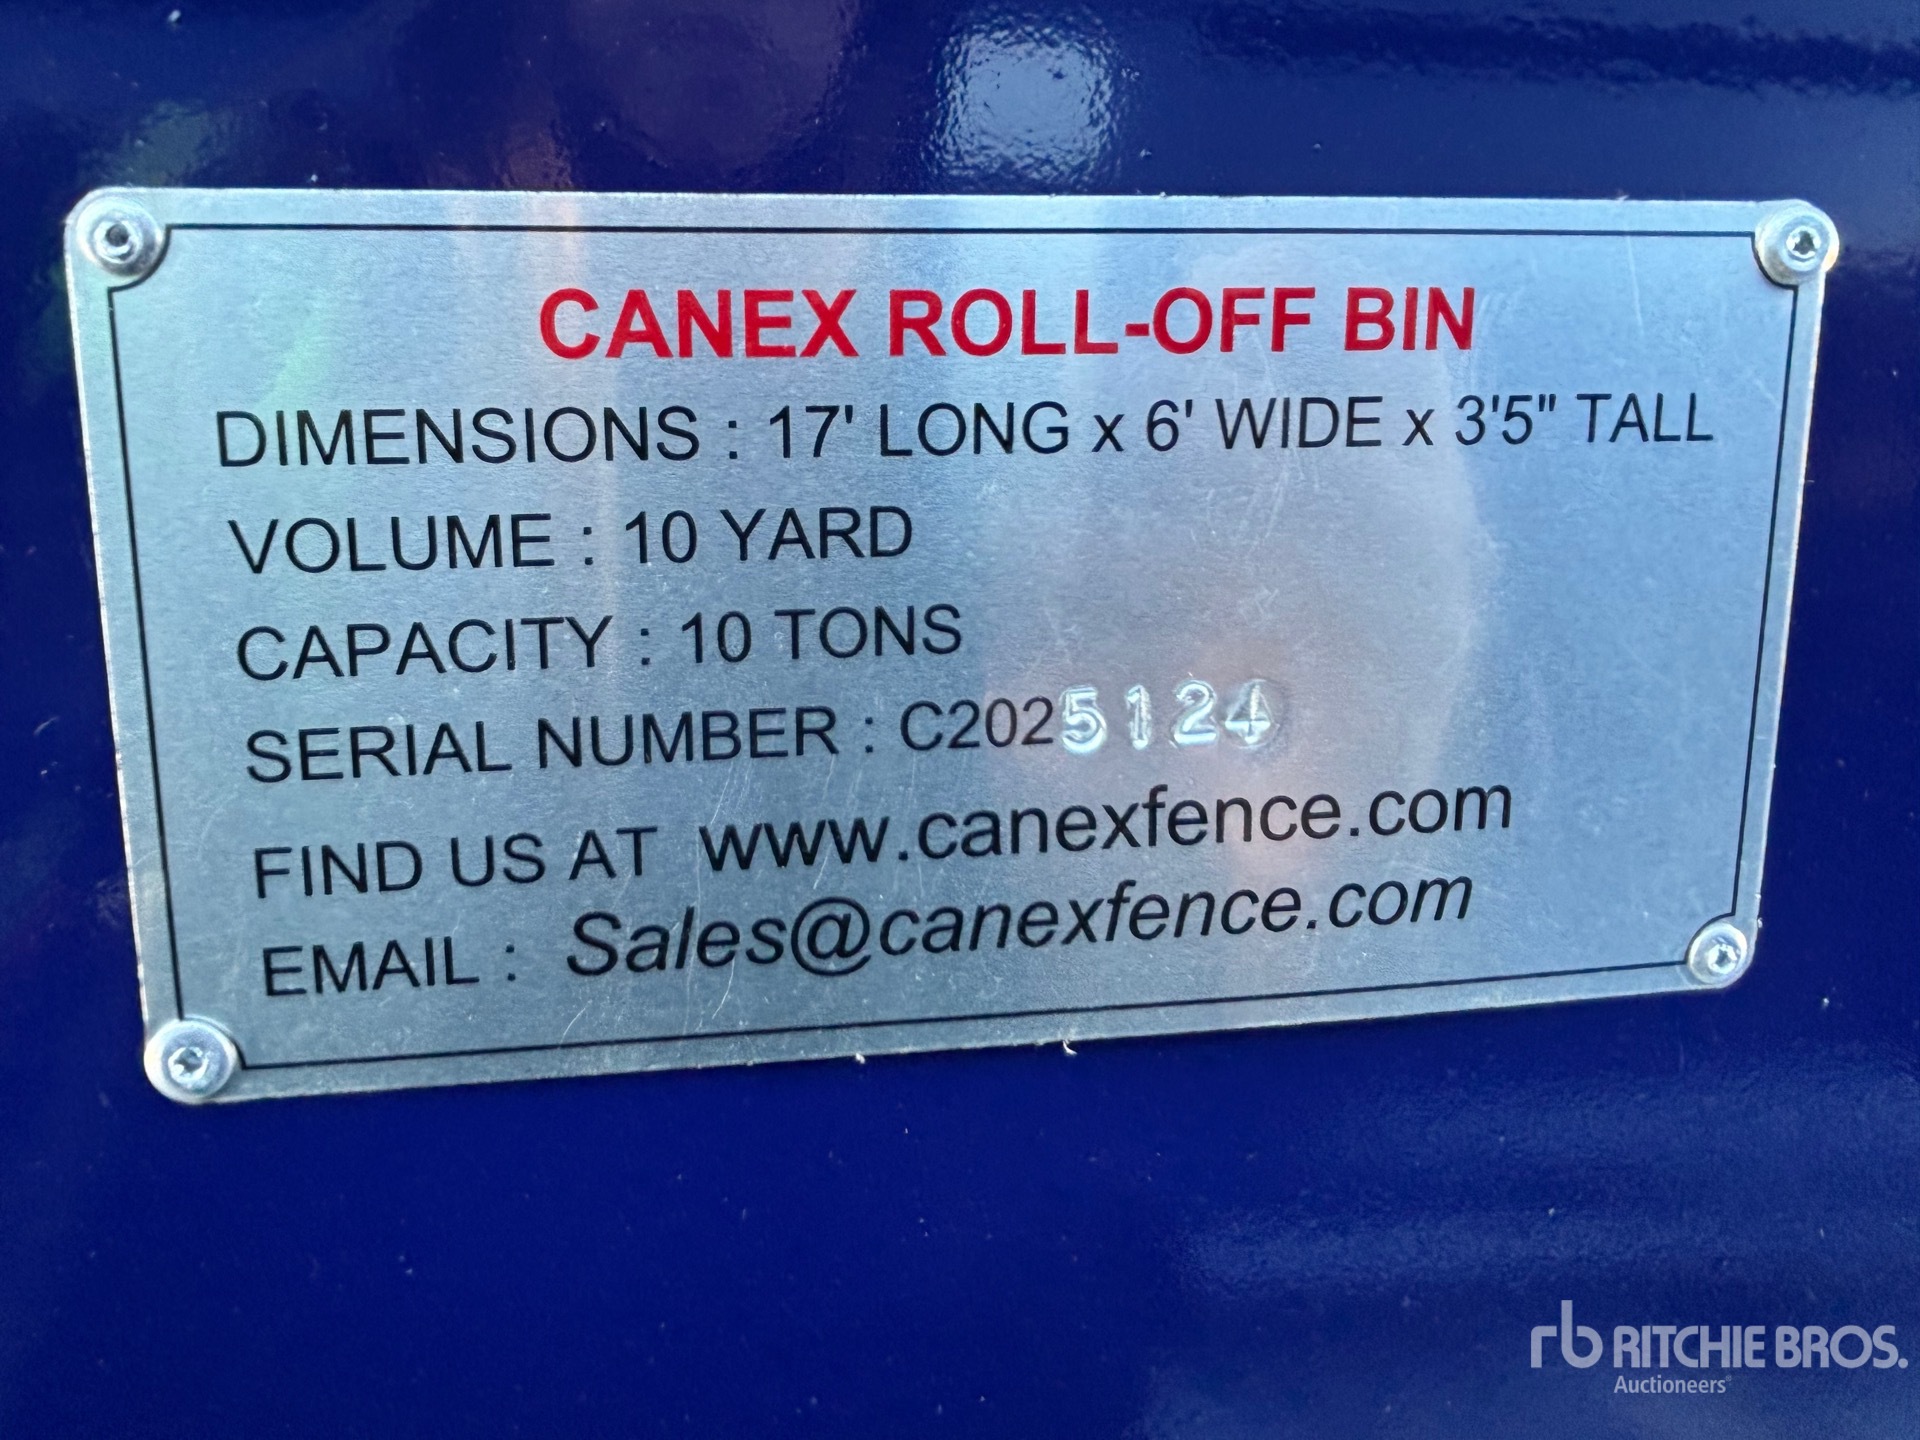 CANEX ROLL-OFF BIN
DIMENSIONS : 17' LONG x 6' WIDE x 3'5" TALL
VOLUME : 10 YARD
CAPACITY : 10 TONS
SERIAL NUMBER : C2025124
FIND US AT www.canexfence.com
EMAIL : Sales@canexfence.com
rb RITCHIE BROS.
Auctioneers